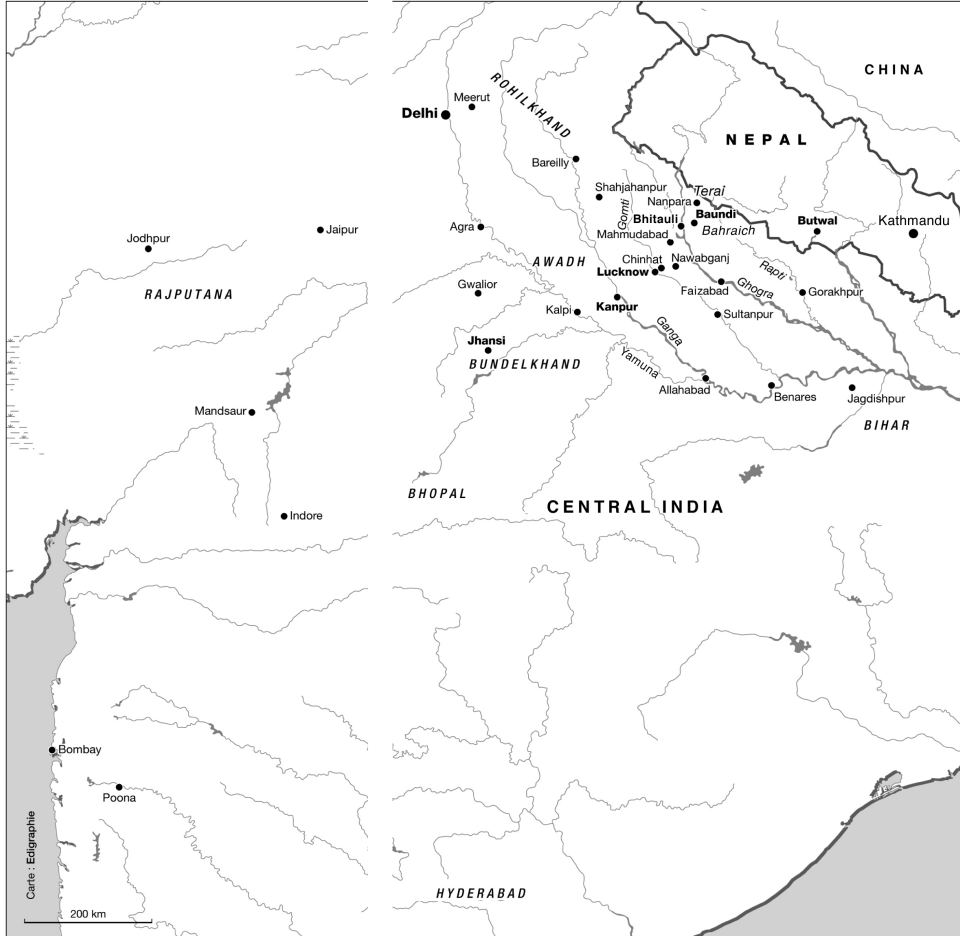 CHINA
Meerut
Delhi
ROHILKHAND
NEPAL
Bareilly
Shahjahanpur
Terai
Nanpara
Gomti
Bhitauli
Baundi
Butwal
Kathmandu
Jodhpur
Jaipur
Agra
Mahmudabad
Bahraich
AWADH
Chinhat
Nawabganj
Rapti
Lucknow
RAJPUTANA
Gwalior
Faizabad
Ghogra
Gorakhpur
Kalpi
Kanpur
Sultanpur
Ganga
Jhansi
BUNDELKHAND
Yamuna
Allahabad
Benares
Jagdishpur
Mandsaur
BIHAR
BHOPAL
CENTRAL INDIA
Indore
Bombay
Poona
Carte : Edigraphie
HYDERABAD
200 km